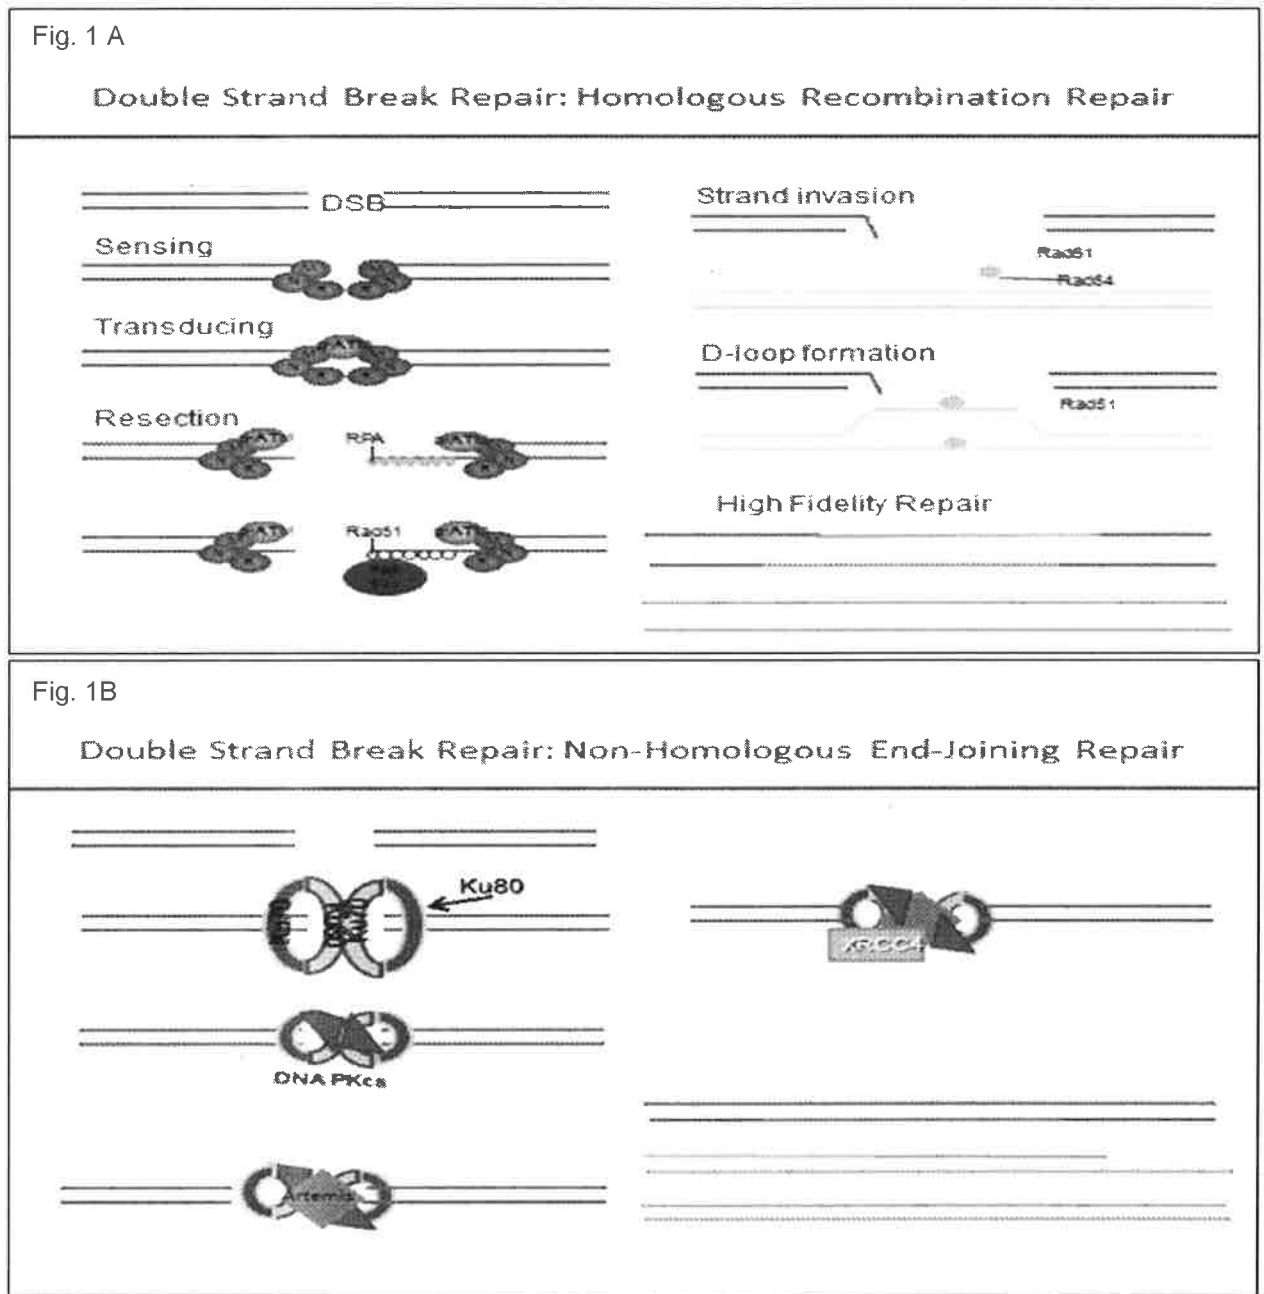 Fig. 1 A
Double Strand Break Repair: Homologous Recombination Repair
DSB
Sensing
Transducing
Resection
RPA
Rad51
Strand invasion
Rad51
Rad54
D-loop formation
Rad51
High Fidelity Repair
Fig. 1B
Double Strand Break Repair: Non-Homologous End-Joining Repair
Ku80
DNA PKcs
Artemis
XRCC4